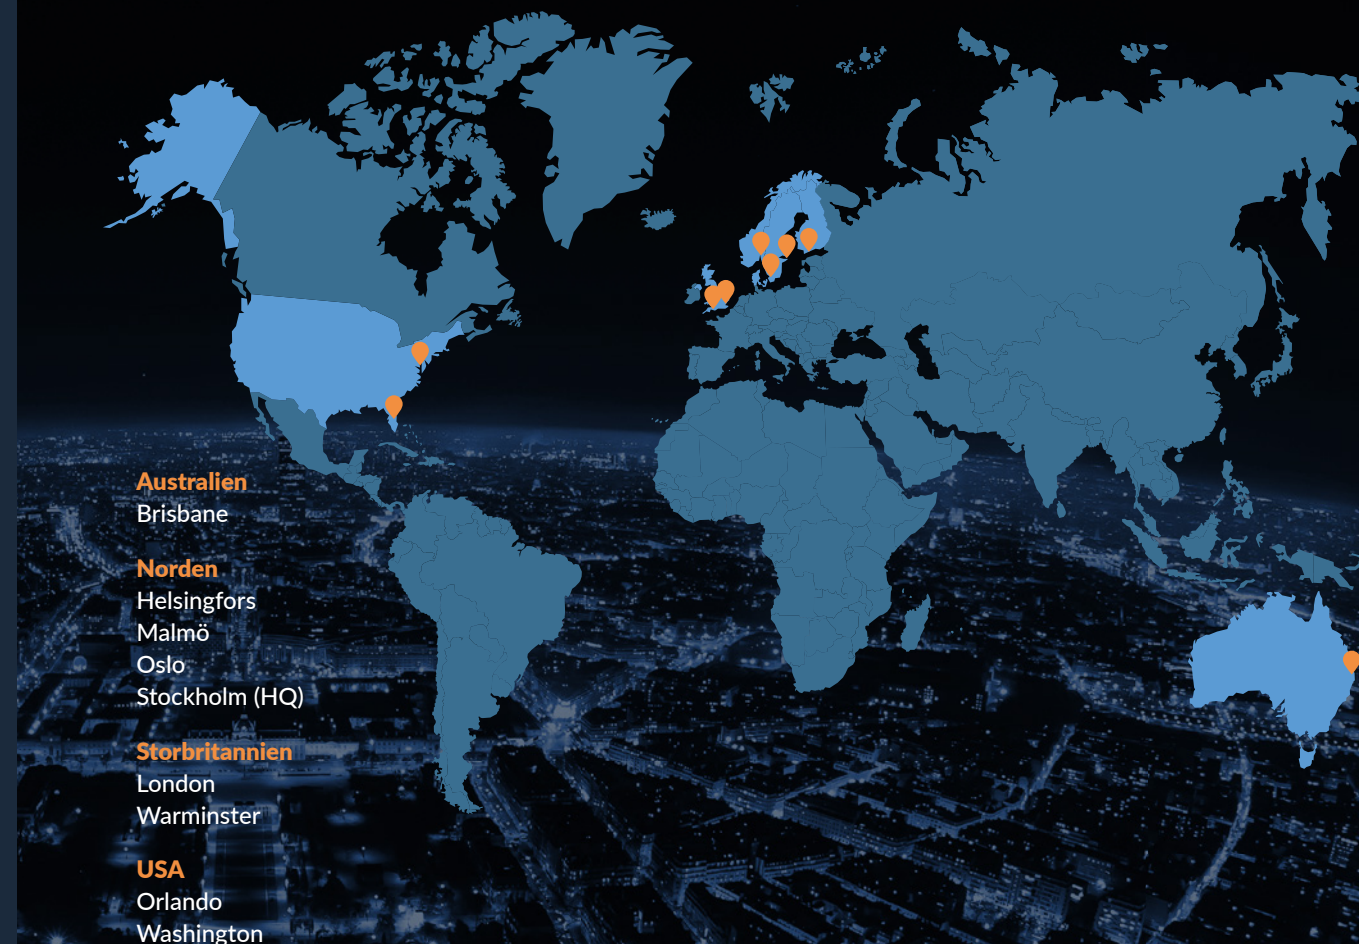 Australien
Brisbane
Norden
Helsingfors
Malmö
Oslo
Stockholm (HQ)
Storbritannien
London
Warminster
USA
Orlando
Washington